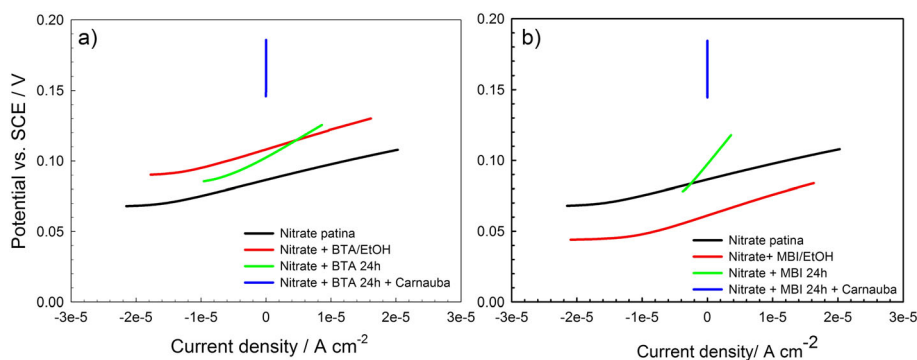 a)
0.20
0.15
0.10
0.05
0.00
Potential vs. SCE / V
Nitrate patina
Nitrate + BTA/EtOH
Nitrate + BTA 24h
Nitrate + BTA 24h + Carnauba
-3e-5 -2e-5 -1e-5 0 1e-5 2e-5 3e-5
Current density / A cm-2
b)
0.20
0.15
0.10
0.05
0.00
Nitrate patina
Nitrate+ MBI/EtOH
Nitrate + MBI 24h
Nitrate + MBI 24h + Carnauba
-3e-5 -2e-5 -1e-5 0 1e-5 2e-5 3e-5
Current density/ A cm-2